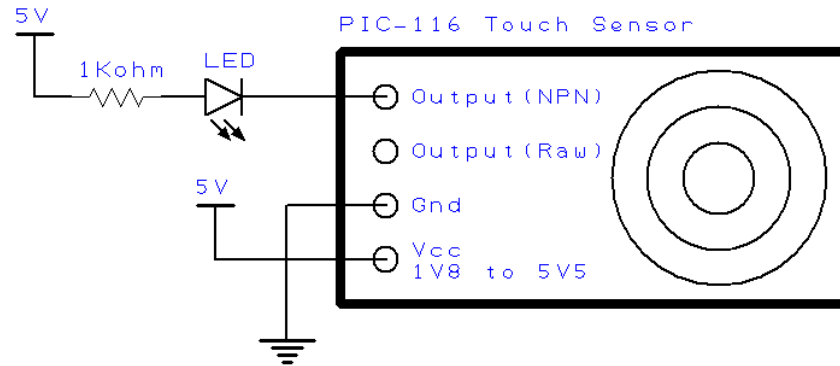 5V
PIC-116 Touch Sensor
1Kohm
LED
Output(NPN)
Output(Raw)
5V
Gnd
Vcc
1V8 to 5V5